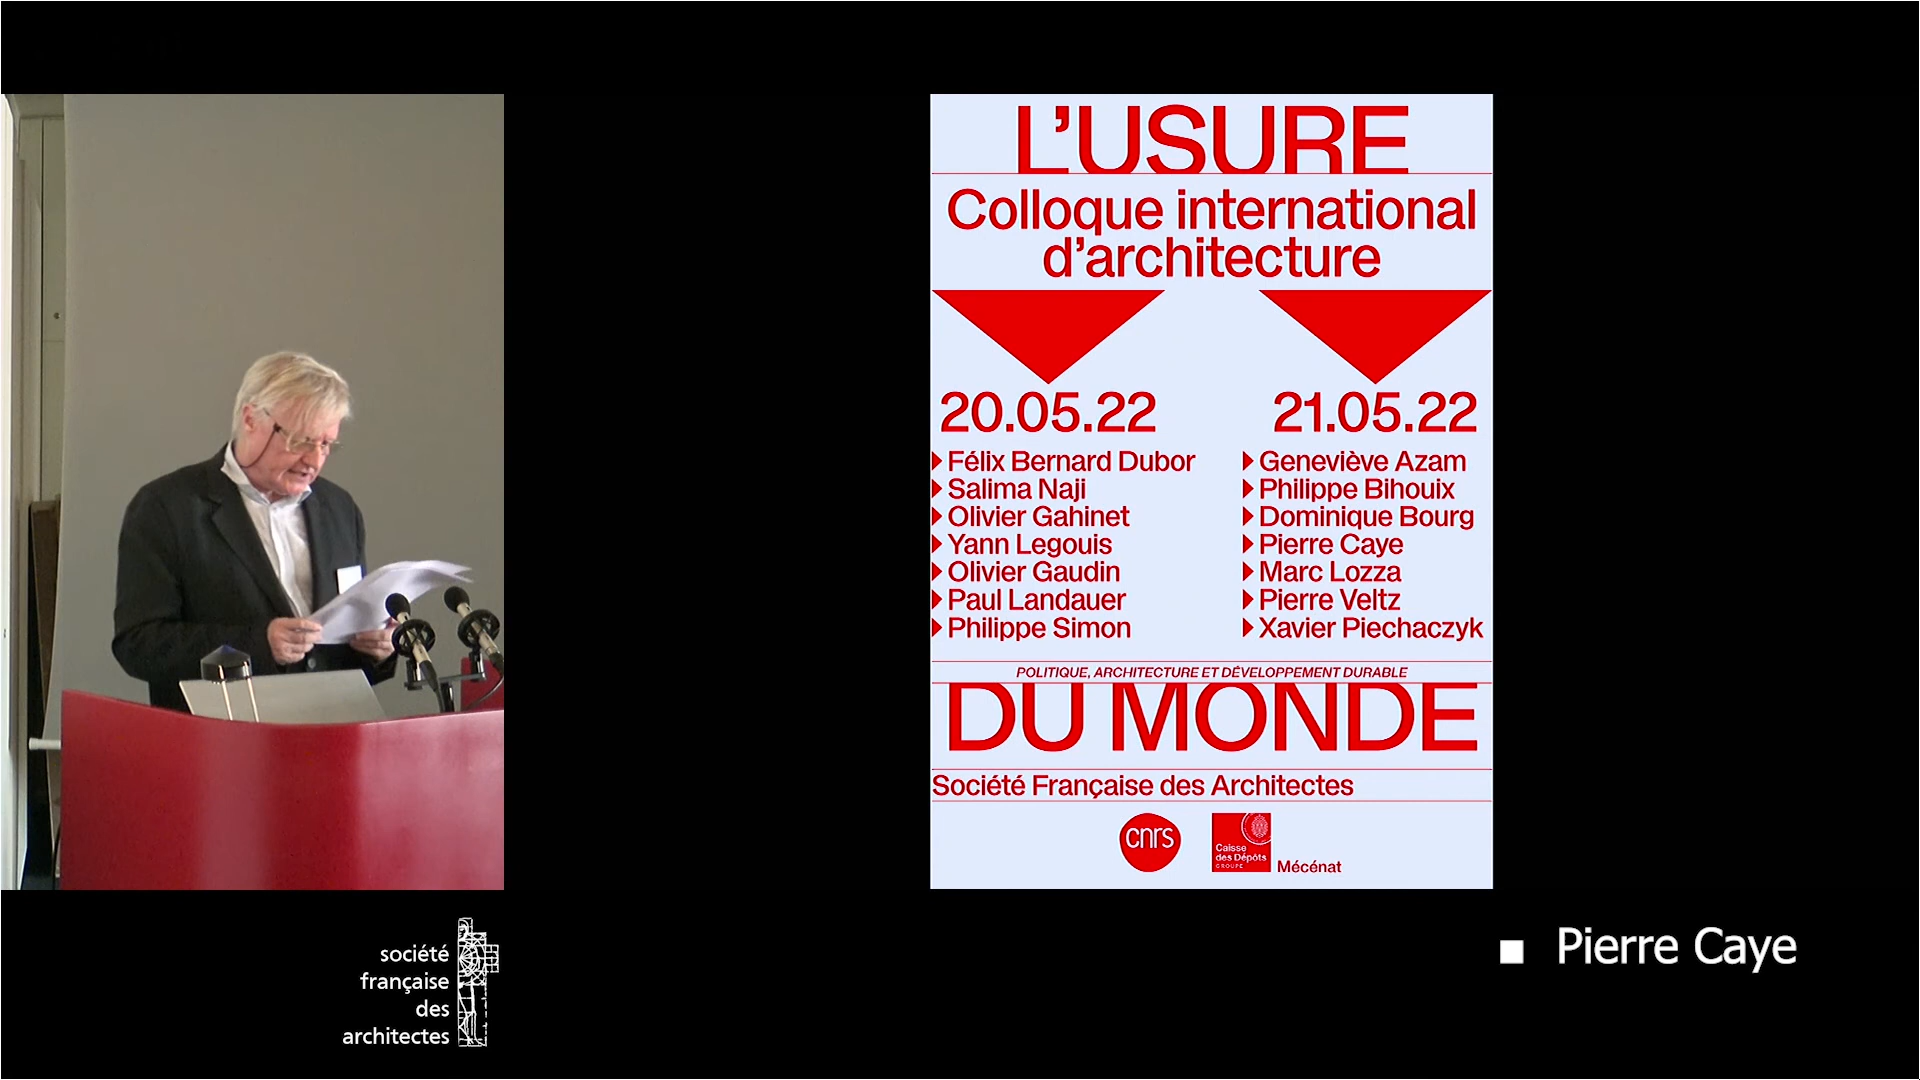 L'USURE
Colloque international
d'architecture
20.05.22
Félix Bernard Dubor
Salima Naji
Olivier Gahinet
Yann Legouis
Olivier Gaudin
Paul Landauer
Philippe Simon
21.05.22
Geneviève Azam
Philippe Bihouix
Dominique Bourg
Pierre Caye
Marc Lozza
Pierre Veltz
Xavier Piechaczyk
POLITIQUE, ARCHITECTURE ET DÉVELOPPEMENT DURABLE
DU MONDE
Société Française des Architectes
cnrs
Caisse
des Dépôts
GROUPE
Mécénat
société
française
des
architectes
Pierre Caye